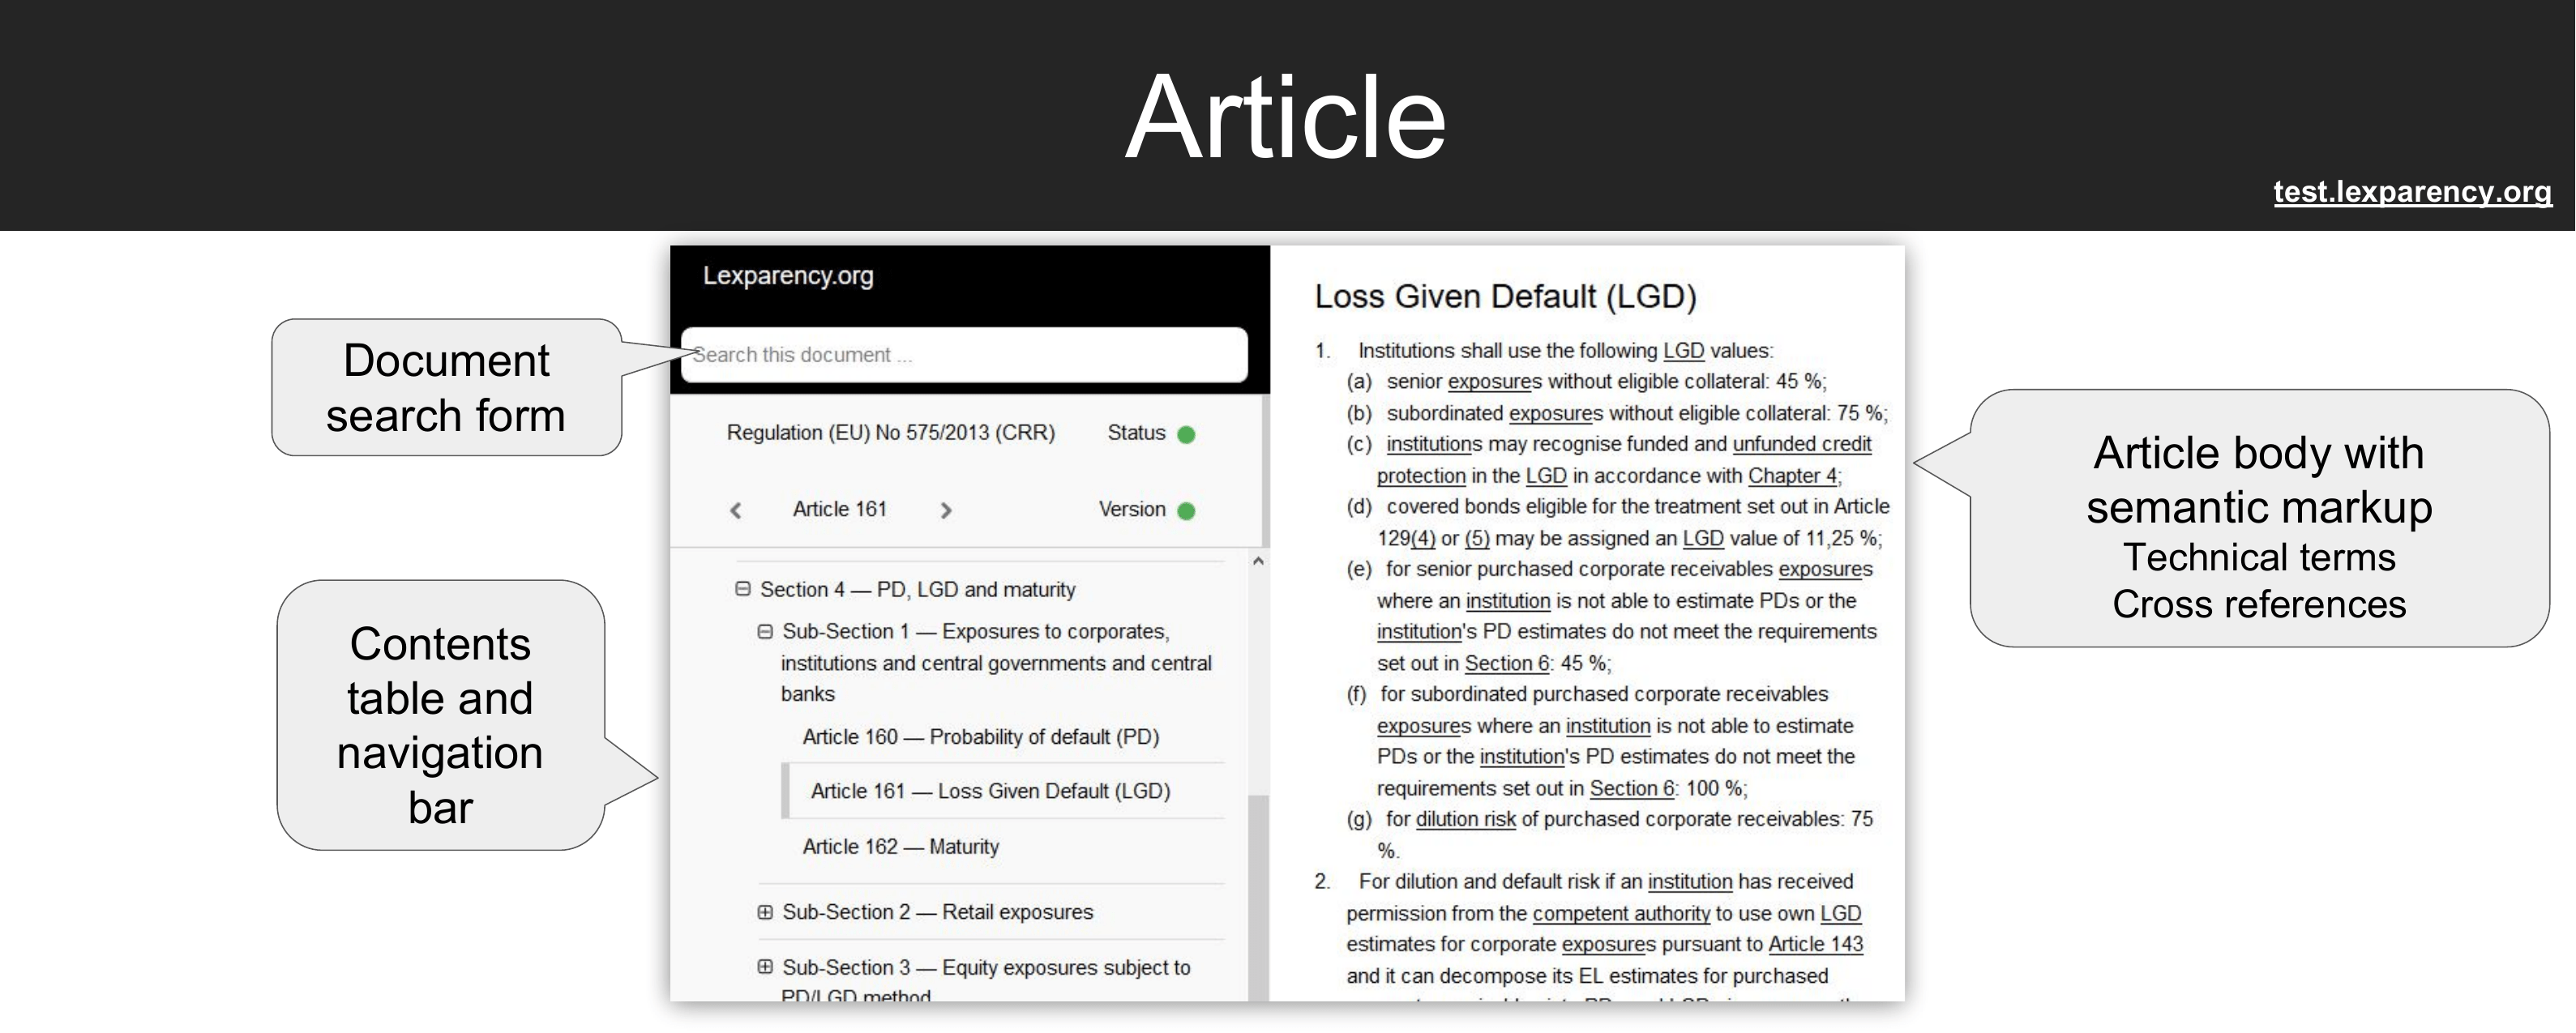 Article
test.lexparency.org
Document
search form
Contents
table and
navigation
bar
Lexparency.org
Search this document ...
Regulation (EU) No 575/2013 (CRR) Status
Article 161 Version
Section 4 — PD, LGD and maturity
Sub-Section 1 — Exposures to corporates,
institutions and central governments and central
banks
Article 160 — Probability of default (PD)
Article 161 — Loss Given Default (LGD)
Article 162 — Maturity
Sub-Section 2 — Retail exposures
Sub-Section 3 — Equity exposures subject to
PD/LGD method
Loss Given Default (LGD)
1. Institutions shall use the following LGD values:
(a) senior exposures without eligible collateral: 45 %;
(b) subordinated exposures without eligible collateral: 75 %;
(c) institutions may recognise funded and unfunded credit
protection in the LGD in accordance with Chapter 4;
(d) covered bonds eligible for the treatment set out in Article
129(4) or (5) may be assigned an LGD value of 11,25 %;
(e) for senior purchased corporate receivables exposures
where an institution is not able to estimate PDs or the
institution's PD estimates do not meet the requirements
set out in Section 6: 45 %;
(f) for subordinated purchased corporate receivables
exposures where an institution is not able to estimate
PDs or the institution's PD estimates do not meet the
requirements set out in Section 6: 100 %;
(g) for dilution risk of purchased corporate receivables: 75
%.
2. For dilution and default risk if an institution has received
permission from the competent authority to use own LGD
estimates for corporate exposures pursuant to Article 143
and it can decompose its EL estimates for purchased
Article body with
semantic markup
Technical terms
Cross references